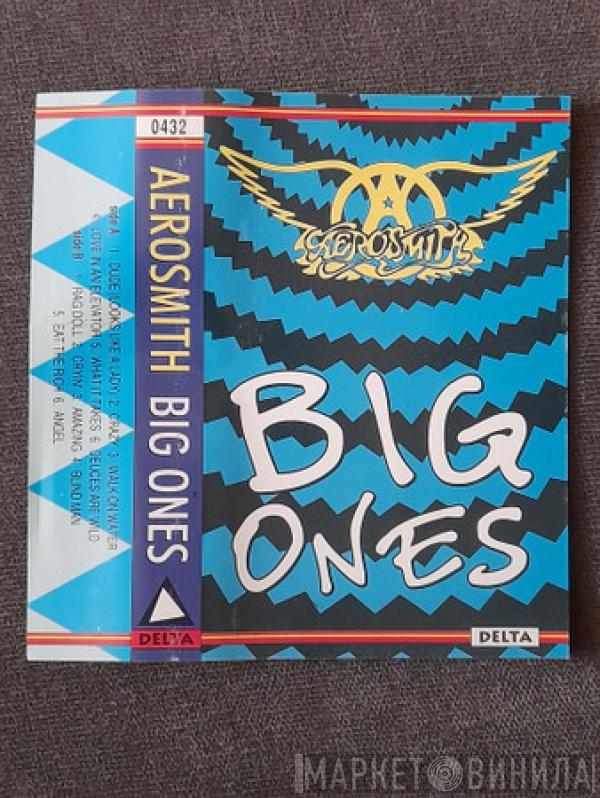 0432
AEROSMITH BIG ONES
DELTA
side A 1. DUDE (LOOKS LIKE A LADY) 2. CRAZY 3. WALK ON WATER
4. LOVE IN AN ELEVATOR 5. WHAT IT TAKES 6. DEUCES ARE WILD
side B 1. RAG DOLL 2. CRYIN' 3. AMAZING 4. BLIND MAN
5. EAT THE RICH 6. ANGEL
AEROSMITH
BIG
ONES
DELTA
МАРКЕТ ВИНИЛА